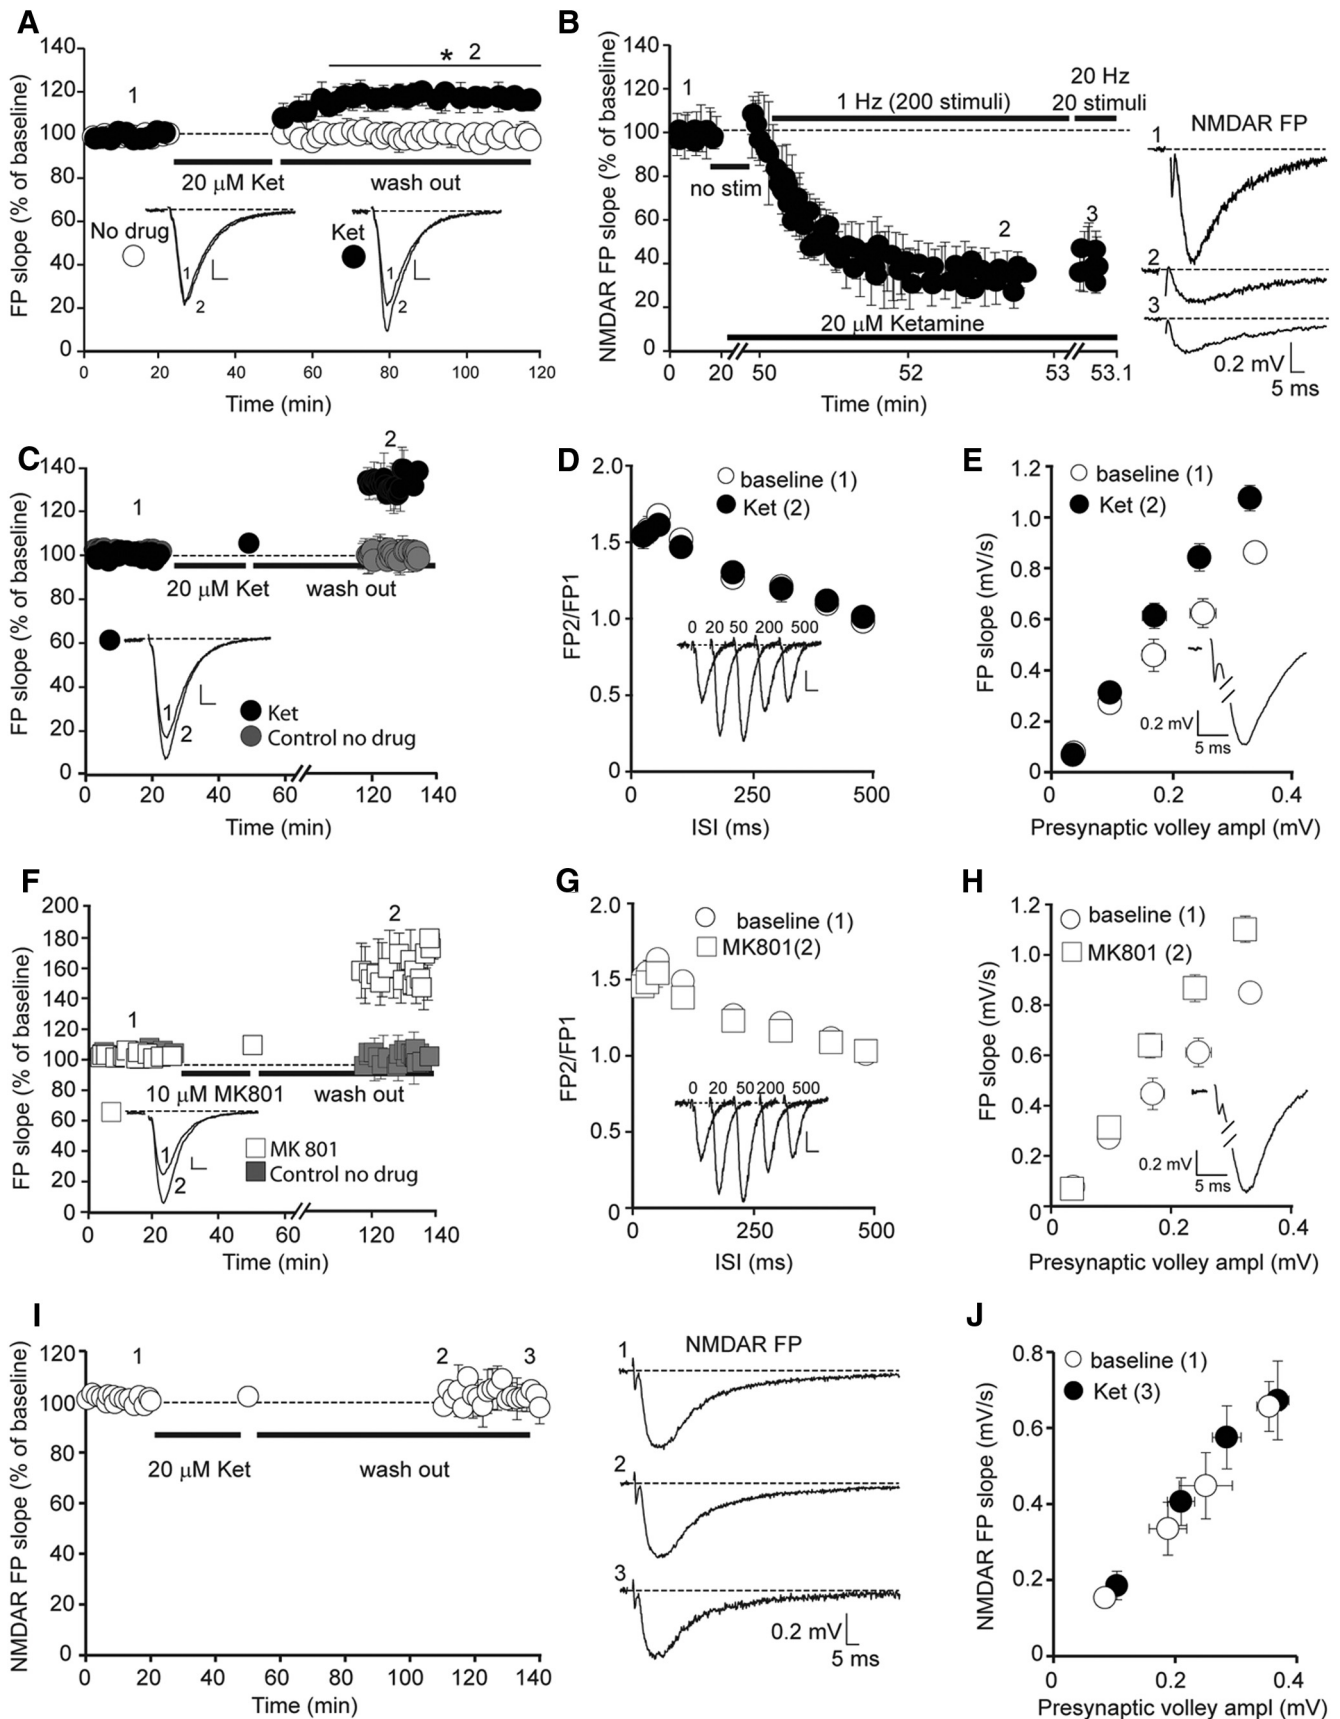 A
FP slope (% of baseline)
140
120
100
80
60
40
20
0
1
* 2
20 μM Ket
wash out
No drug
1
2
Ket
1
2
0 20 40 60 80 100 120
Time (min)
B
NMDAR FP slope (% of baseline)
140
120
100
80
60
40
20
0
1
1 Hz (200 stimuli)
20 Hz
20 stimuli
no stim
2
3
20 μM Ketamine
0 20 50 52 53 53.1
Time (min)
NMDAR FP
1
2
3
0.2 mV
5 ms
C
FP slope (% of baseline)
140
120
100
80
60
40
20
0
1
2
20 μM Ket
wash out
1
2
Ket
Control no drug
0 20 40 60 120 140
Time (min)
D
FP2/FP1
2.0
1.5
1.0
0.5
0
baseline (1)
Ket (2)
0 20 50 200 500
0 250 500
ISI (ms)
E
FP slope (mV/s)
1.2
1.0
0.8
0.6
0.4
0.2
0
baseline (1)
Ket (2)
0.2 mV
5 ms
0 0.2 0.4
Presynaptic volley ampl (mV)
F
FP slope (% of baseline)
200
180
160
140
120
100
80
60
40
20
0
1
2
10 μM MK801
wash out
1
2
MK 801
Control no drug
0 20 40 60 120 140
Time (min)
G
FP2/FP1
2.0
1.5
1.0
0.5
0
baseline (1)
MK801(2)
0 20 50 200 500
0 250 500
ISI (ms)
H
FP slope (mV/s)
1.2
1.0
0.8
0.6
0.4
0.2
0
baseline (1)
MK801 (2)
0.2 mV
5 ms
0 0.2 0.4
Presynaptic volley ampl (mV)
I
NMDAR FP slope (% of baseline)
120
100
80
60
40
20
0
1
2
3
20 μM Ket
wash out
0 20 40 60 80 100 120 140
Time (min)
NMDAR FP
1
2
3
0.2 mV
5 ms
J
NMDAR FP slope (mV/s)
0.8
0.6
0.4
0.2
0
baseline (1)
Ket (3)
0 0.2 0.4
Presynaptic volley ampl (mV)